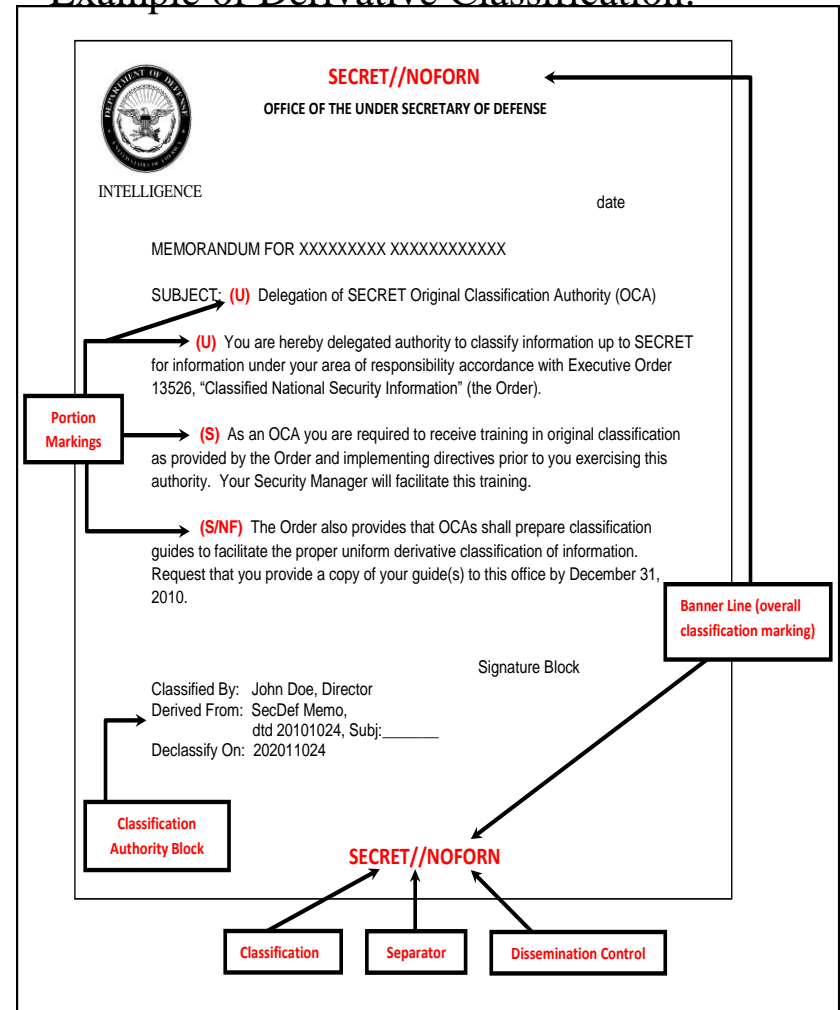 Example of Derivative Classification:
SECRET//NOFORN
OFFICE OF THE UNDER SECRETARY OF DEFENSE
DEPARTMENT OF DEFENSE
UNITED STATES OF AMERICA
INTELLIGENCE
date
MEMORANDUM FOR XXXXXXXXX XXXXXXXXXXXX
SUBJECT: (U) Delegation of SECRET Original Classification Authority (OCA)
(U) You are hereby delegated authority to classify information up to SECRET
for information under your area of responsibility accordance with Executive Order
13526, “Classified National Security Information” (the Order).
Portion
Markings
(S) As an OCA you are required to receive training in original classification
as provided by the Order and implementing directives prior to you exercising this
authority. Your Security Manager will facilitate this training.
(S/NF) The Order also provides that OCAs shall prepare classification
guides to facilitate the proper uniform derivative classification of information.
Request that you provide a copy of your guide(s) to this office by December 31,
2010.
Banner Line (overall
classification marking)
Signature Block
Classified By: John Doe, Director
Derived From: SecDef Memo,
dtd 20101024, Subj:_______
Declassify On: 202011024
Classification
Authority Block
SECRET//NOFORN
Classification
Separator
Dissemination Control